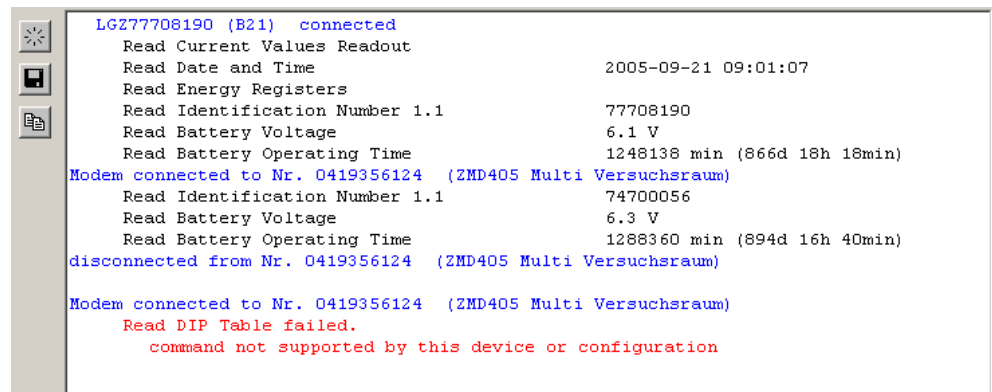 LGZ77708190 (B21) connected
Read Current Values Readout
Read Date and Time 2005-09-21 09:01:07
Read Energy Registers
Read Identification Number 1.1 77708190
Read Battery Voltage 6.1 V
Read Battery Operating Time 1248138 min (866d 18h 18min)
Modem connected to Nr. 0419356124 (ZMD405 Multi Versuchsraum)
Read Identification Number 1.1 74700056
Read Battery Voltage 6.3 V
Read Battery Operating Time 1288360 min (894d 16h 40min)
disconnected from Nr. 0419356124 (ZMD405 Multi Versuchsraum)
Modem connected to Nr. 0419356124 (ZMD405 Multi Versuchsraum)
Read DIP Table failed.
command not supported by this device or configuration